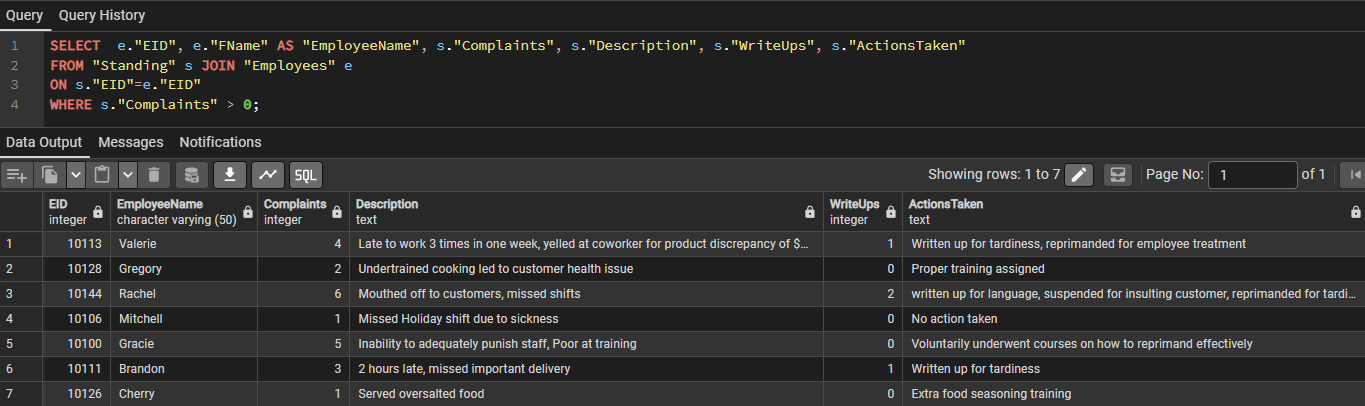 Query Query History
1 SELECT e."EID", e."FName" AS "EmployeeName", s."Complaints", s."Description", s."WriteUps", s."ActionsTaken"
2 FROM "Standing" s JOIN "Employees" e
3 ON s."EID"=e."EID"
4 WHERE s."Complaints" > 0;
Data Output Messages Notifications
SQL Showing rows: 1 to 7 Page No: 1 of 1
EID EmployeeName Complaints Description WriteUps ActionsTaken
integer character varying (50) integer text integer text
1 10113 Valerie 4 Late to work 3 times in one week, yelled at coworker for product discrepancy of $... 1 Written up for tardiness, reprimanded for employee treatment
2 10128 Gregory 2 Undertrained cooking led to customer health issue 0 Proper training assigned
3 10144 Rachel 6 Mouthed off to customers, missed shifts 2 written up for language, suspended for insulting customer, reprimanded for tardi...
4 10106 Mitchell 1 Missed Holiday shift due to sickness 0 No action taken
5 10100 Gracie 5 Inability to adequately punish staff, Poor at training 0 Voluntarily underwent courses on how to reprimand effectively
6 10111 Brandon 3 2 hours late, missed important delivery 1 Written up for tardiness
7 10126 Cherry 1 Served oversalted food 0 Extra food seasoning training